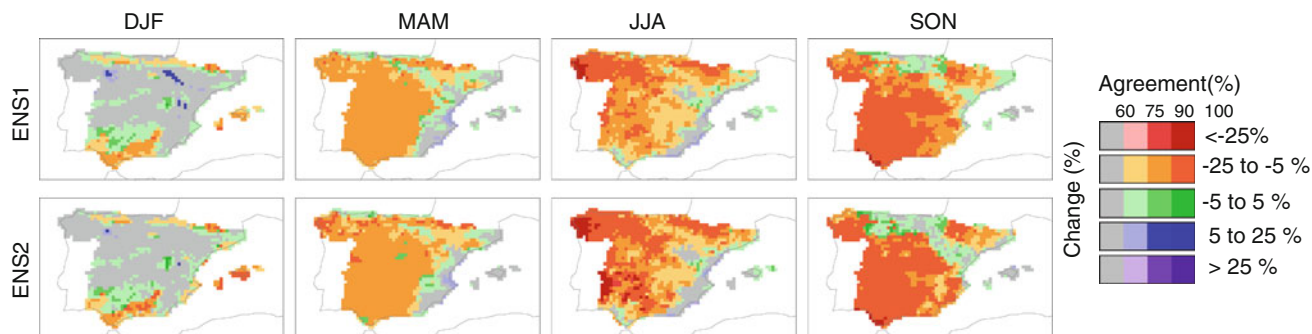 DJF MAM JJA SON
ENS1
ENS2
Agreement(%)
60 75 90 100
Change (%)
<-25%
-25 to -5 %
-5 to 5 %
5 to 25 %
> 25 %